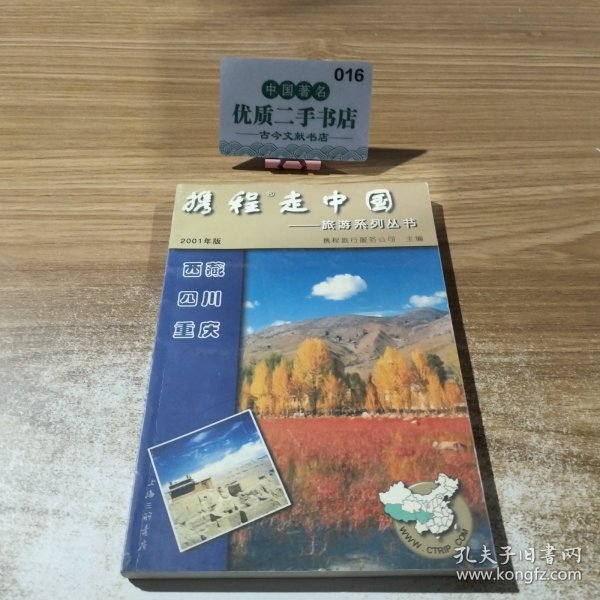 016
中国著名
优质二手书店
古今文献书店
携程®走中国
——旅游系列丛书
2001年版
携程旅行服务公司 主编
西藏
四川
重庆
上海三联书店
WWW.CTRIP.COM
孔夫子旧书网
www.kongfz.com